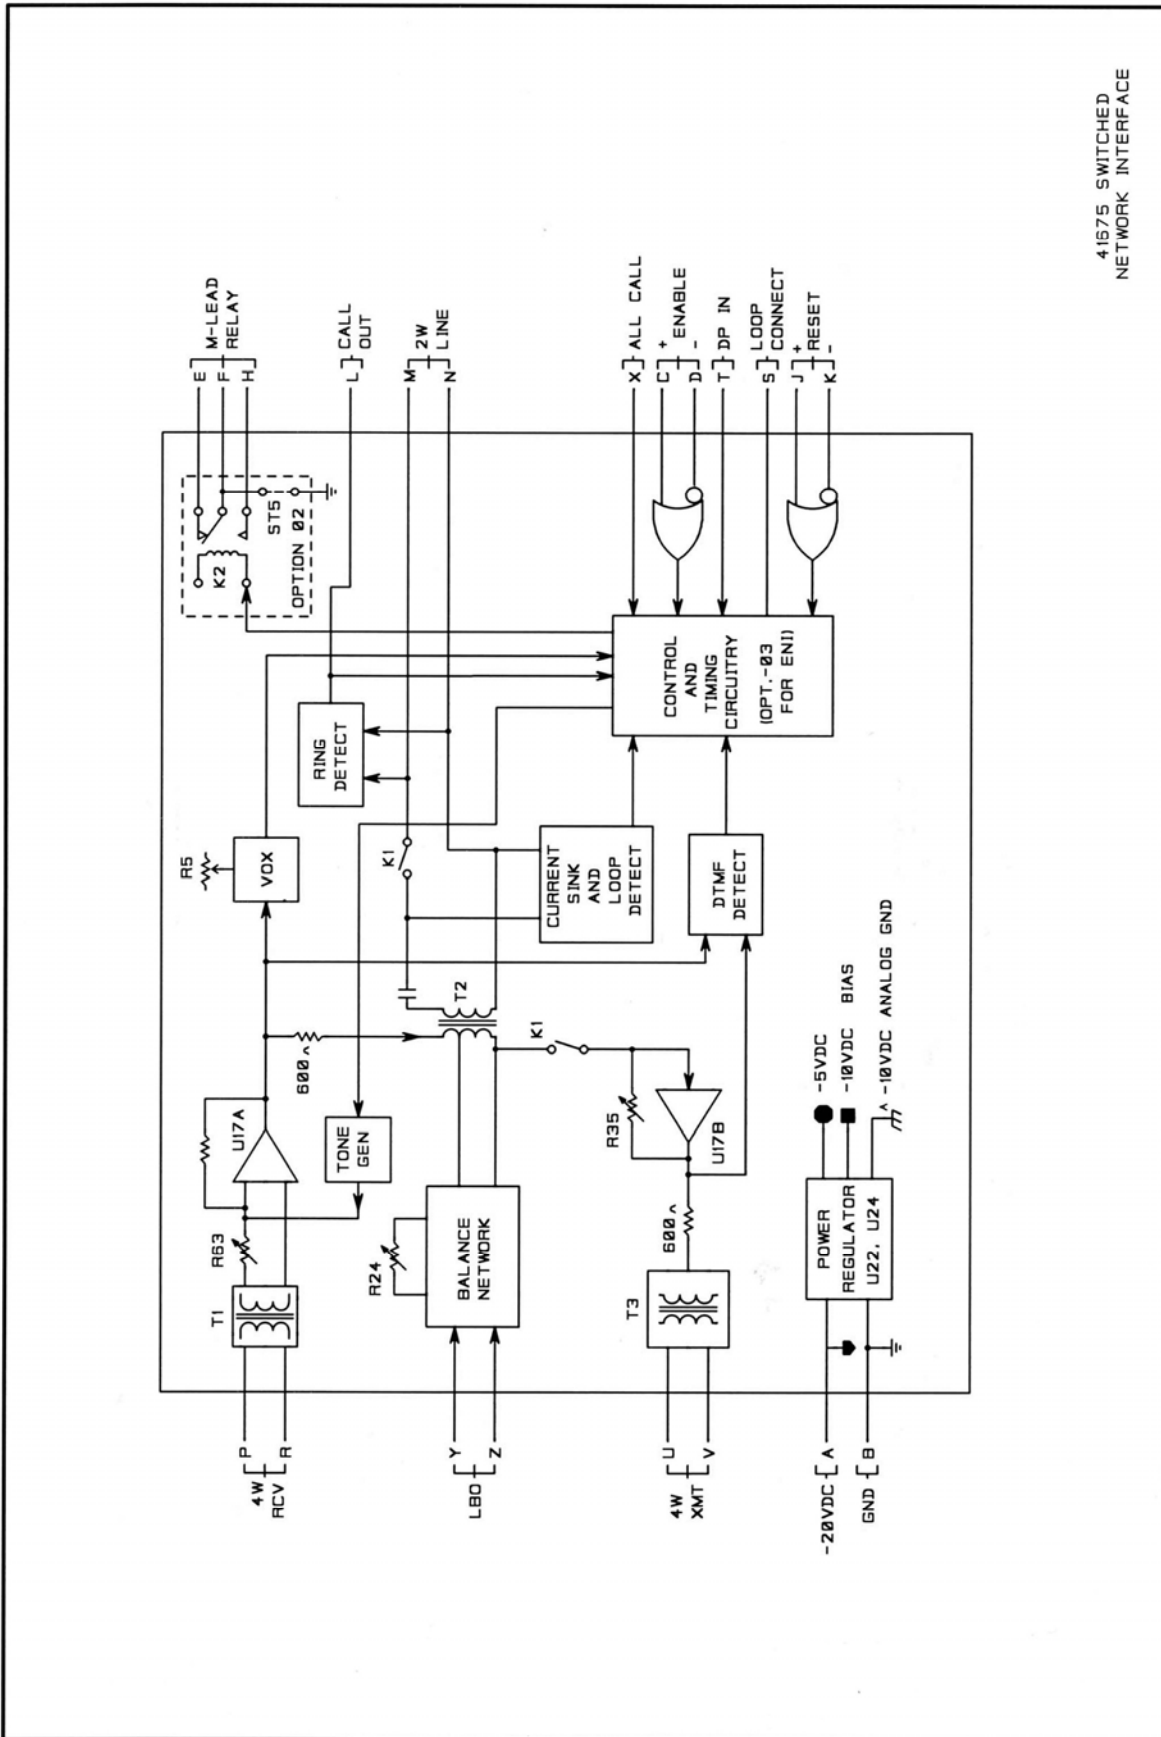 E
F
H
M-LEAD
RELAY
L
CALL
OUT
M
N
2W
LINE
X
ALL CALL
C
+
D
-
ENABLE
T
DP IN
S
LOOP
CONNECT
J
+
K
-
RESET
K2
ST5
OPTION 02
R5
VOX
RING
DETECT
K1
CONTROL
AND
TIMING
CIRCUITRY
(OPT.-03
FOR ENI)
CURRENT
SINK
AND
LOOP
DETECT
DTMF
DETECT
T2
K1
600
U17A
TONE
GEN
R63
T1
R24
BALANCE
NETWORK
R35
U17B
600
T3
POWER
REGULATOR
U22, U24
-5VDC
-10VDC BIAS
-10VDC ANALOG GND
A
P
R
4W
RCV
Y
Z
LBO
U
V
4W
XMT
-20VDC
A
GND
B
41675 SWITCHED
NETWORK INTERFACE